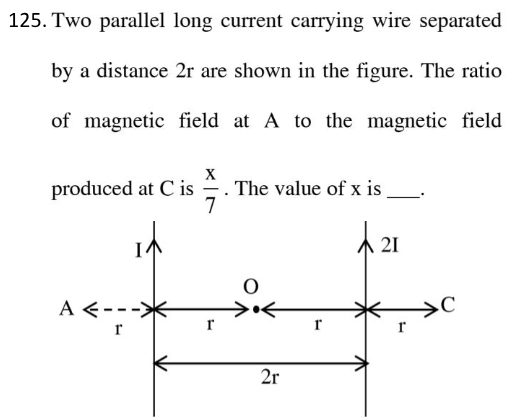 125. Two parallel long current carrying wire separated
by a distance 2r are shown in the figure. The ratio
of magnetic field at A to the magnetic field
produced at C is x/7. The value of x is ___.
I 2I
O
A C
r r r r
2r